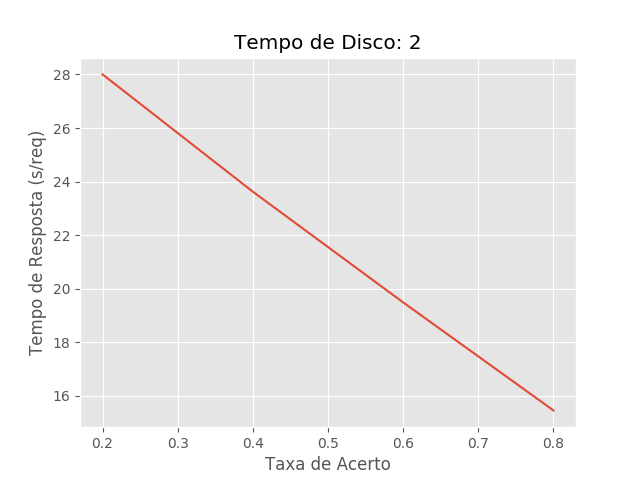 Tempo de Disco: 2
28
26
24
22
20
18
16
Tempo de Resposta (s/req)
0.2 0.3 0.4 0.5 0.6 0.7 0.8
Taxa de Acerto